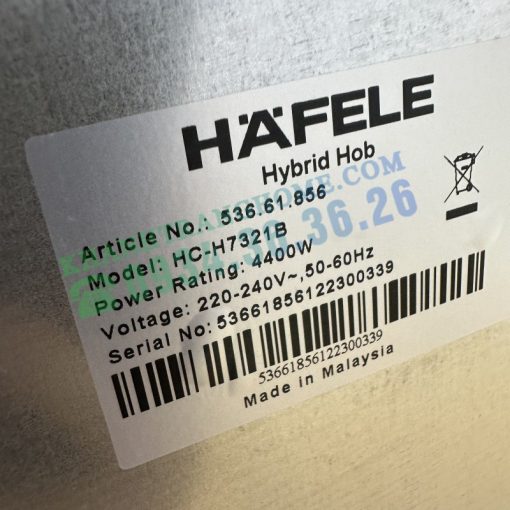 HÄFELE
Hybrid Hob
Article No.: 536.61.856
Model: HC-H7321B
Power Rating: 4400W
Voltage: 220-240V~,50-60Hz
Serial No:53661856122300339
53661856122300339
Made in Malaysia